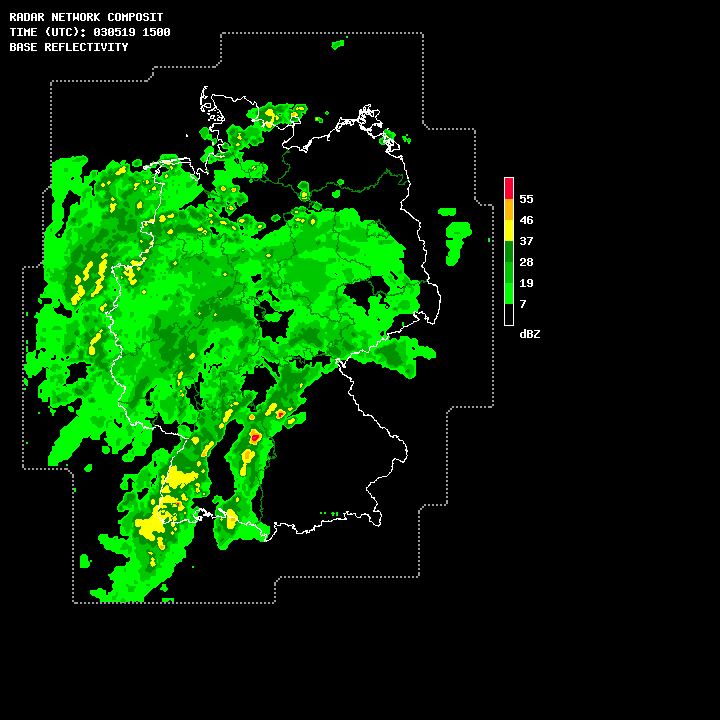 RADAR NETWORK COMPOSIT
TIME (UTC): 030519 1500
BASE REFLECTIVITY
55
46
37
28
19
7
dBZ